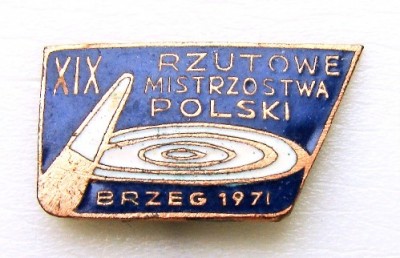 XIX RZUTOWE
MISTRZOSTWA
POLSKI
BRZEG 1971